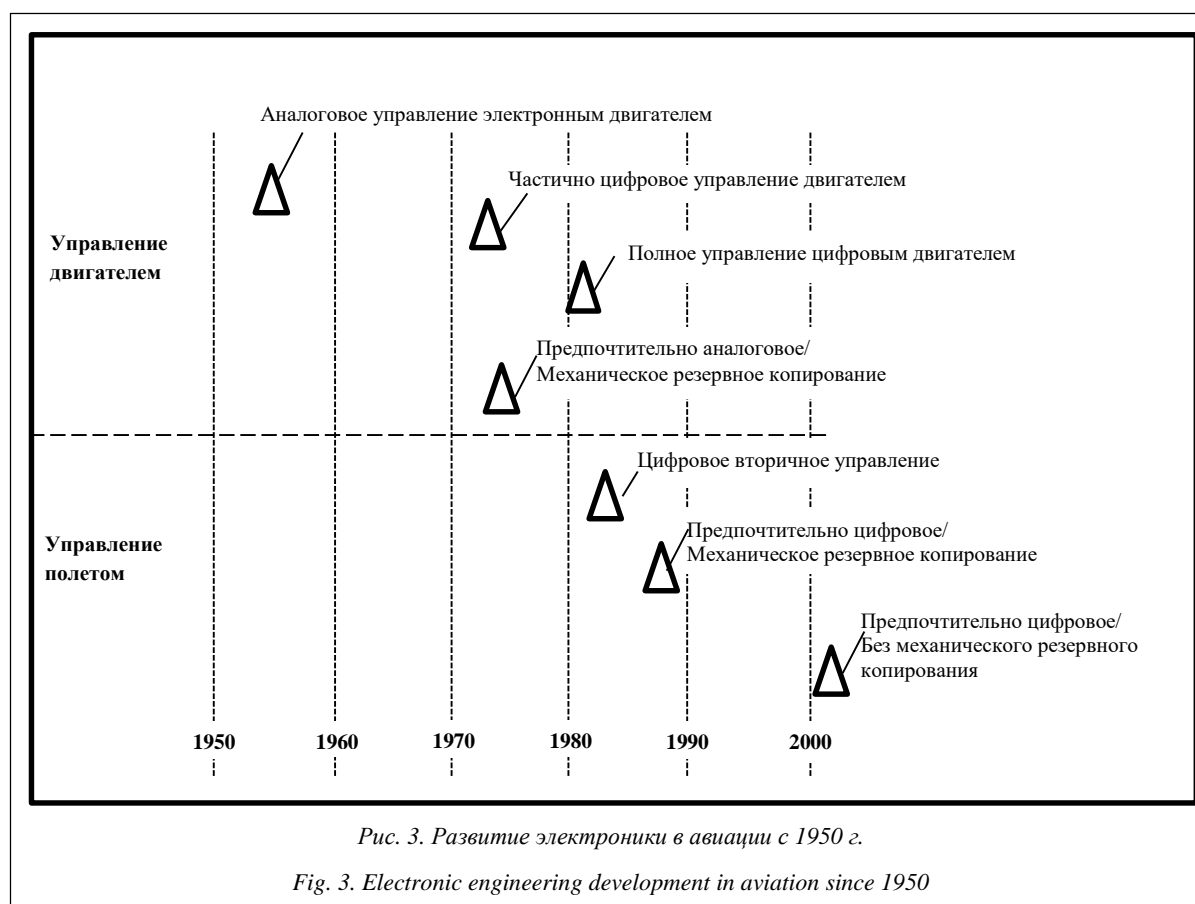 Аналоговое управление электронным двигателем
Частично цифровое управление двигателем
Управление
двигателем
Полное управление цифровым двигателем
Предпочтительно аналоговое/
Механическое резервное копирование
Цифровое вторичное управление
Управление
полетом
Предпочтительно цифровое/
Механическое резервное копирование
Предпочтительно цифровое/
Без механического резервного
копирования
1950 1960 1970 1980 1990 2000
Рис. 3. Развитие электроники в авиации с 1950 г.
Fig. 3. Electronic engineering development in aviation since 1950